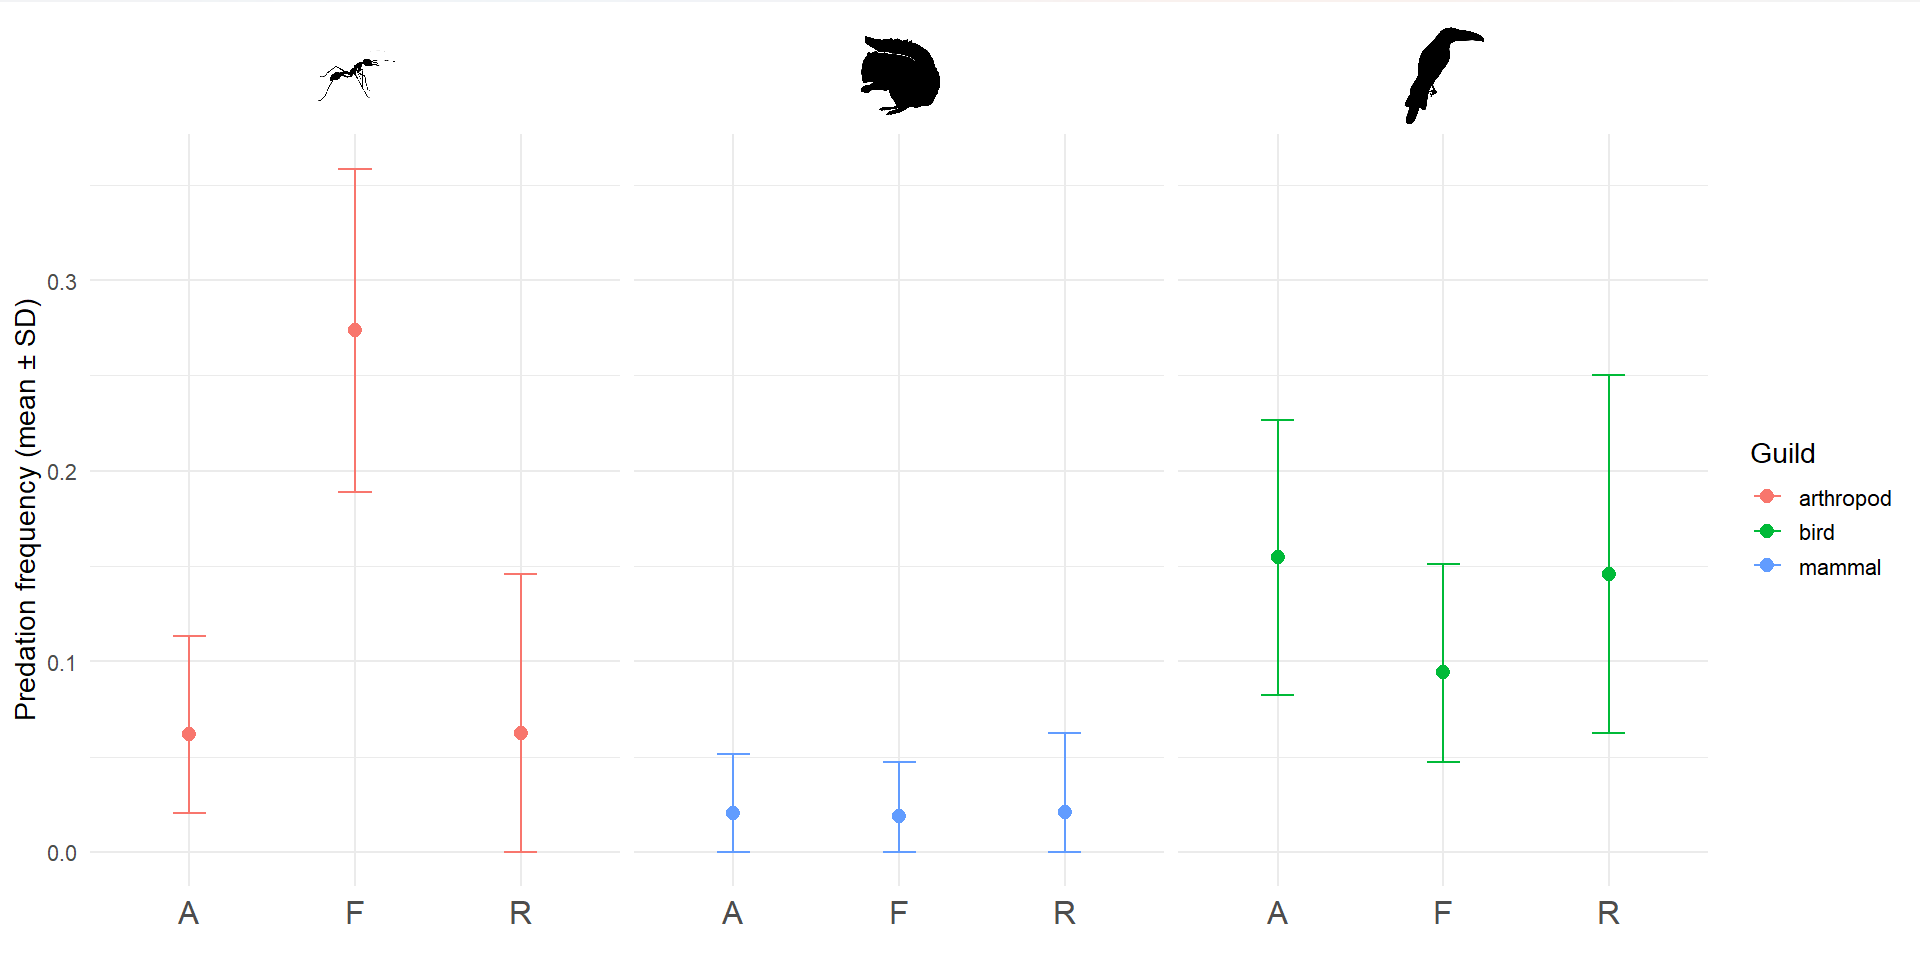 Predation frequency (mean ± SD)
0.3
0.2
0.1
0.0
A F R
A F R
A F R
Guild
arthropod
bird
mammal